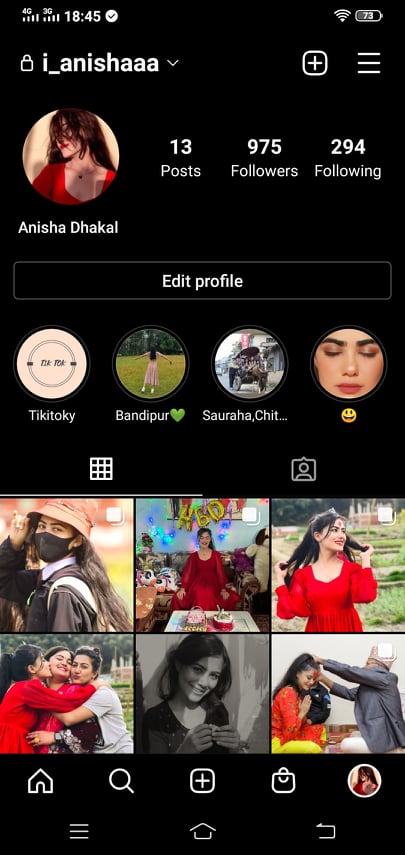 4G 3G 18:45 73
i_anishaaa
13 975 294
Posts Followers Following
Anisha Dhakal
Edit profile
TIK TOK
Tikitoky Bandipur💚 Sauraha,Chit... 😃
HBD